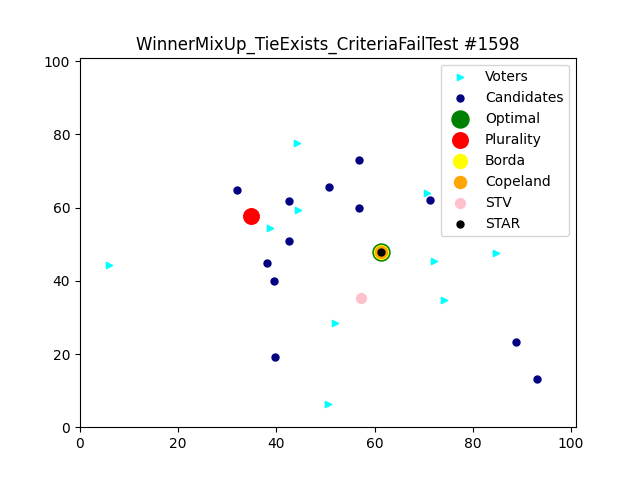 WinnerMixUp_TieExists_CriteriaFailTest #1598
100
80
60
40
20
0
0 20 40 60 80 100
Voters
Candidates
Optimal
Plurality
Borda
Copeland
STV
STAR